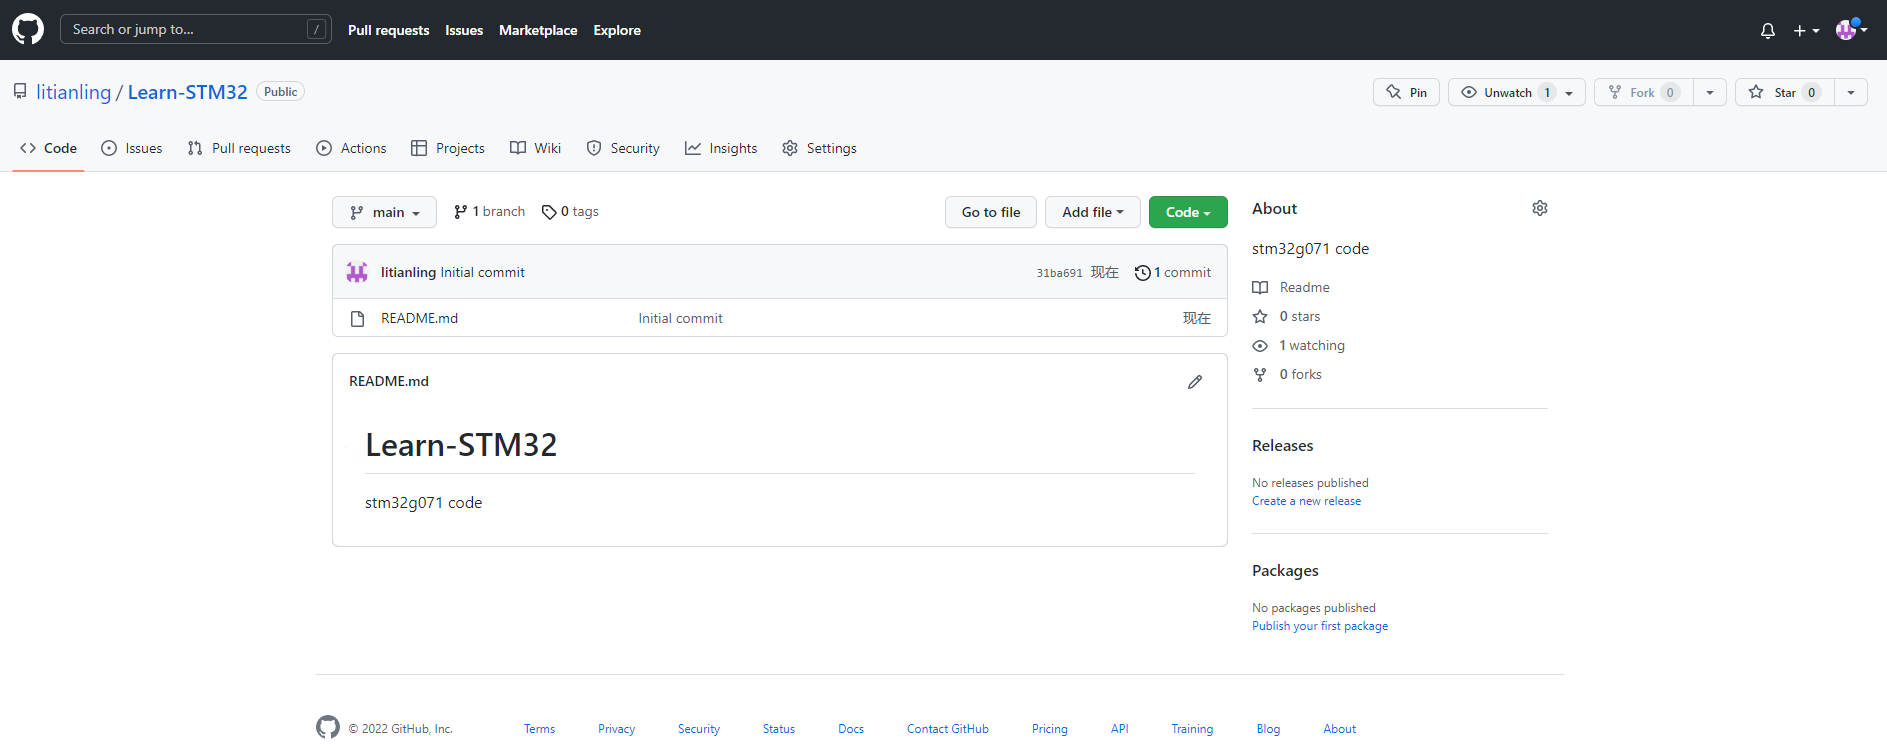 Search or jump to... / Pull requests Issues Marketplace Explore
litianling / Learn-STM32 Public Pin Unwatch 1 Fork 0 Star 0
Code Issues Pull requests Actions Projects Wiki Security Insights Settings
main 1 branch 0 tags Go to file Add file Code
litianling Initial commit 31ba691 现在 1 commit
README.md Initial commit 现在
README.md
Learn-STM32
stm32g071 code
About
stm32g071 code
Readme
0 stars
1 watching
0 forks
Releases
No releases published
Create a new release
Packages
No packages published
Publish your first package
© 2022 GitHub, Inc. Terms Privacy Security Status Docs Contact GitHub Pricing API Training Blog About